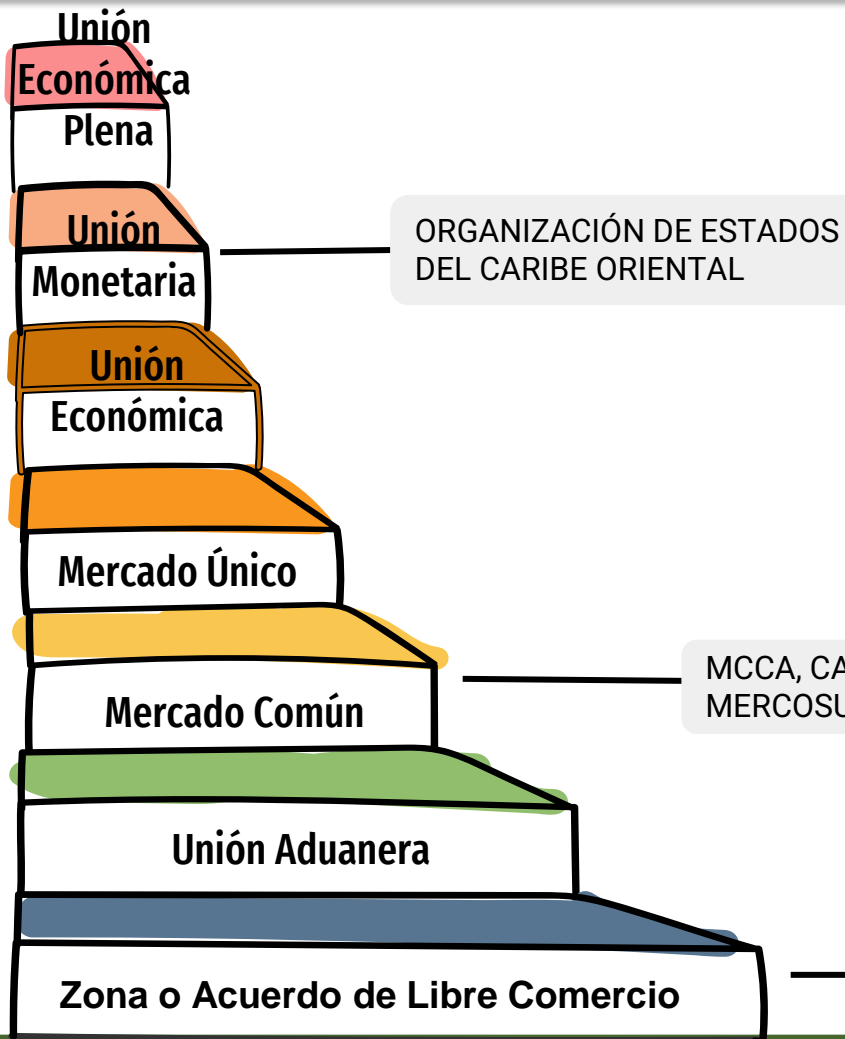 Unión
Económica
Plena
Unión
Monetaria
ORGANIZACIÓN DE ESTADOS
DEL CARIBE ORIENTAL
Unión
Económica
Mercado Único
Mercado Común
MCCA,
Unión Aduanera
Zona o Acuerdo de Libre Comercio